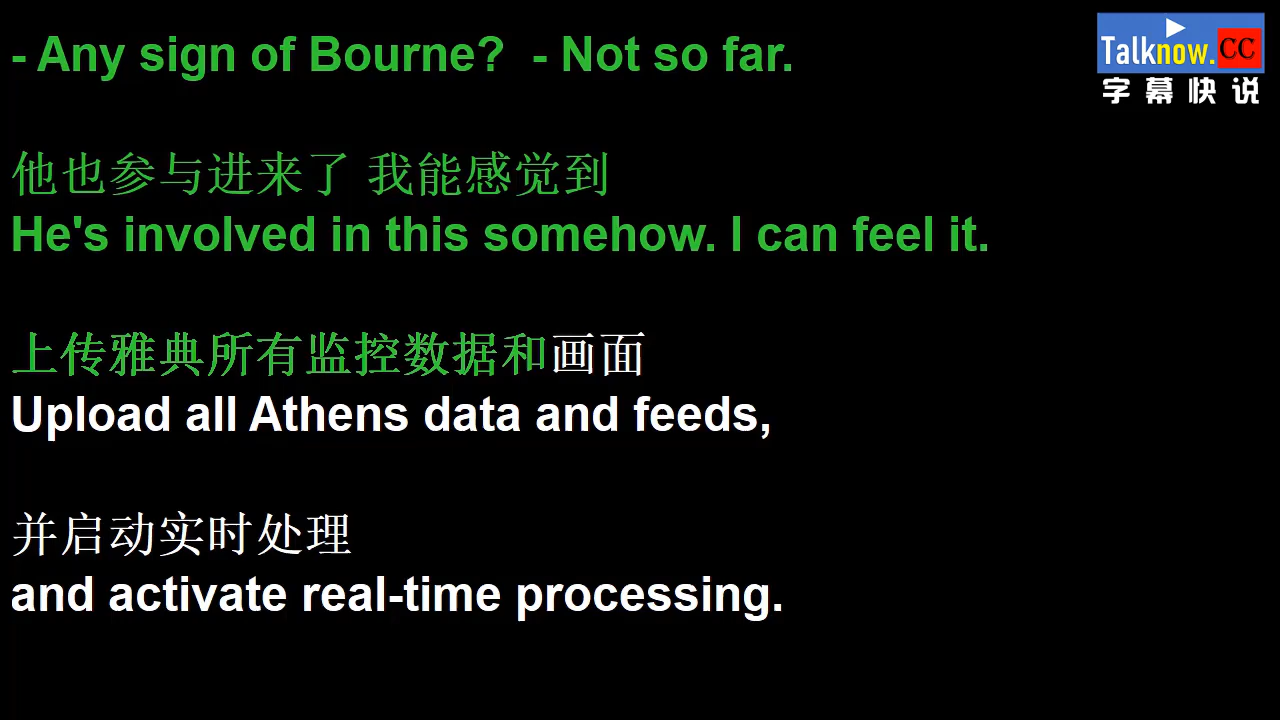 - Any sign of Bourne?  - Not so far.
Talknow.CC
字幕快说
他也参与进来了 我能感觉到
He's involved in this somehow. I can feel it.
上传雅典所有监控数据和画面
Upload all Athens data and feeds,
并启动实时处理
and activate real-time processing.